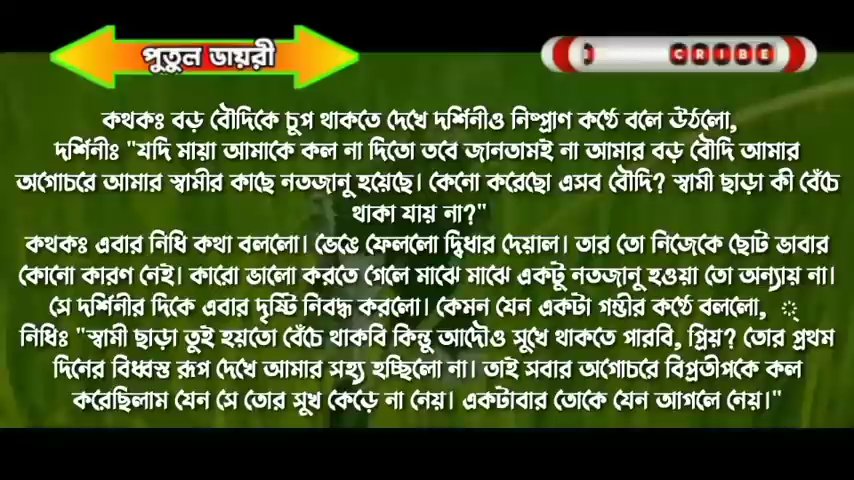 পুতুল ডায়রী
CRIBE
কথকঃ বড় বৌদিকে চুপ থাকতে দেখে দর্শিনীও নিষ্প্রাণ কণ্ঠে বলে উঠলো,
দর্শিনীঃ "যদি মায়া আমাকে কল না দিতো তবে জানতামই না আমার বড় বৌদি আমার
অগোচরে আমার স্বামীর কাছে নতজানু হয়েছে। কেনো করেছো এসব বৌদি? স্বামী ছাড়া কী বেঁচে
থাকা যায় না?"
কথকঃ এবার নিধি কথা বললো। ভেঙে ফেললো দ্বিধার দেয়াল। তার তো নিজেকে ছোট ভাবার
কোনো কারণ নেই। কারো ভালো করতে গেলে মাঝে মাঝে একটু নতজানু হওয়া তো অন্যায় না।
সে দর্শিনীর দিকে এবার দৃষ্টি নিবদ্ধ করলো। কেমন যেন একটা গম্ভীর কণ্ঠে বললো,
নিধিঃ "স্বামী ছাড়া তুই হয়তো বেঁচে থাকবি কিন্তু আদৌও সুখে থাকতে পারবি, প্রিয়? তোর প্রথম
দিনের বিধ্বস্ত রূপ দেখে আমার সহ্য হচ্ছিলো না। তাই সবার অগোচরে বিপ্রতীপকে কল
করেছিলাম যেন সে তোর সুখ কেড়ে না নেয়। একটাবার তোকে যেন আগলে নেয়।"